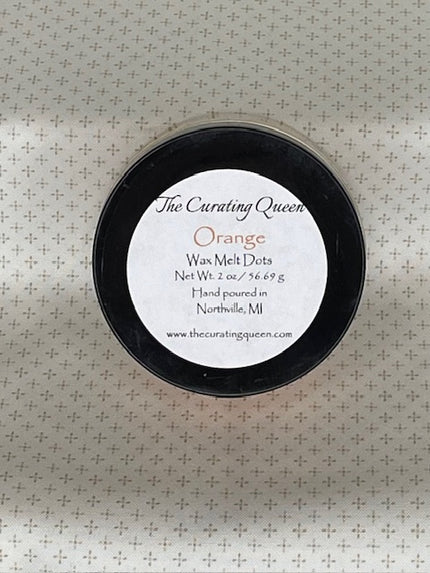 The Curating Queen
Orange
Wax Melt Dots
Net Wt. 2 oz / 56.69 g
Hand poured in
Northville, MI
www.thecuratingqueen.com